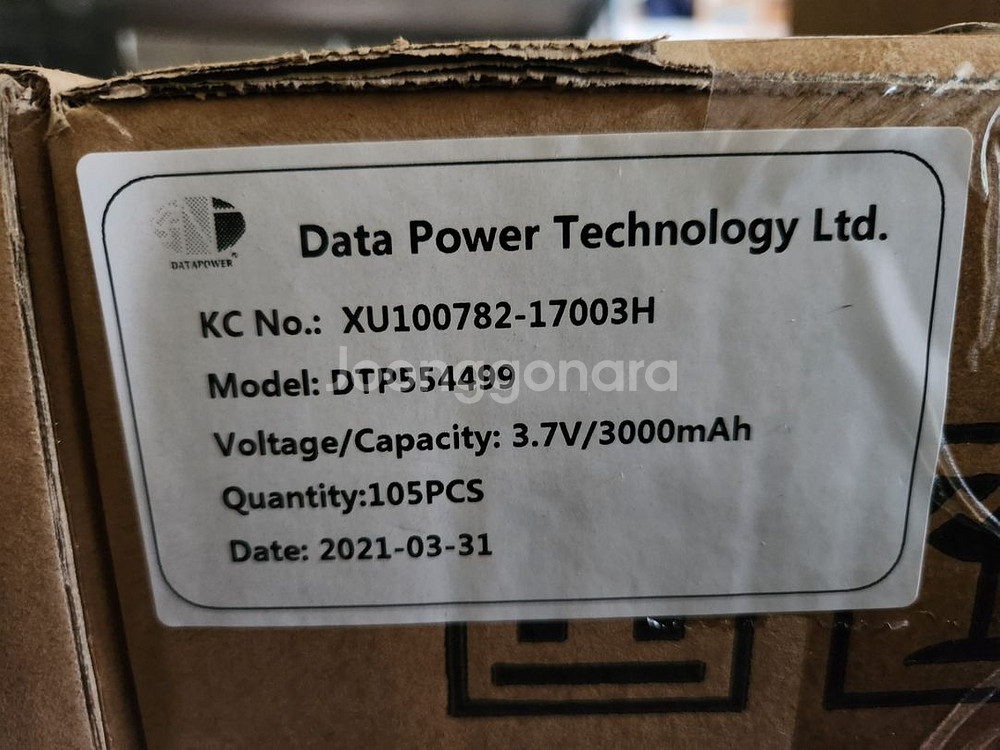 DATAPOWER
Data Power Technology Ltd.
KC No.: XU100782-17003H
Model: DTP554499
Joonggonara
Voltage/Capacity: 3.7V/3000mAh
Quantity:105PCS
Date: 2021-03-31